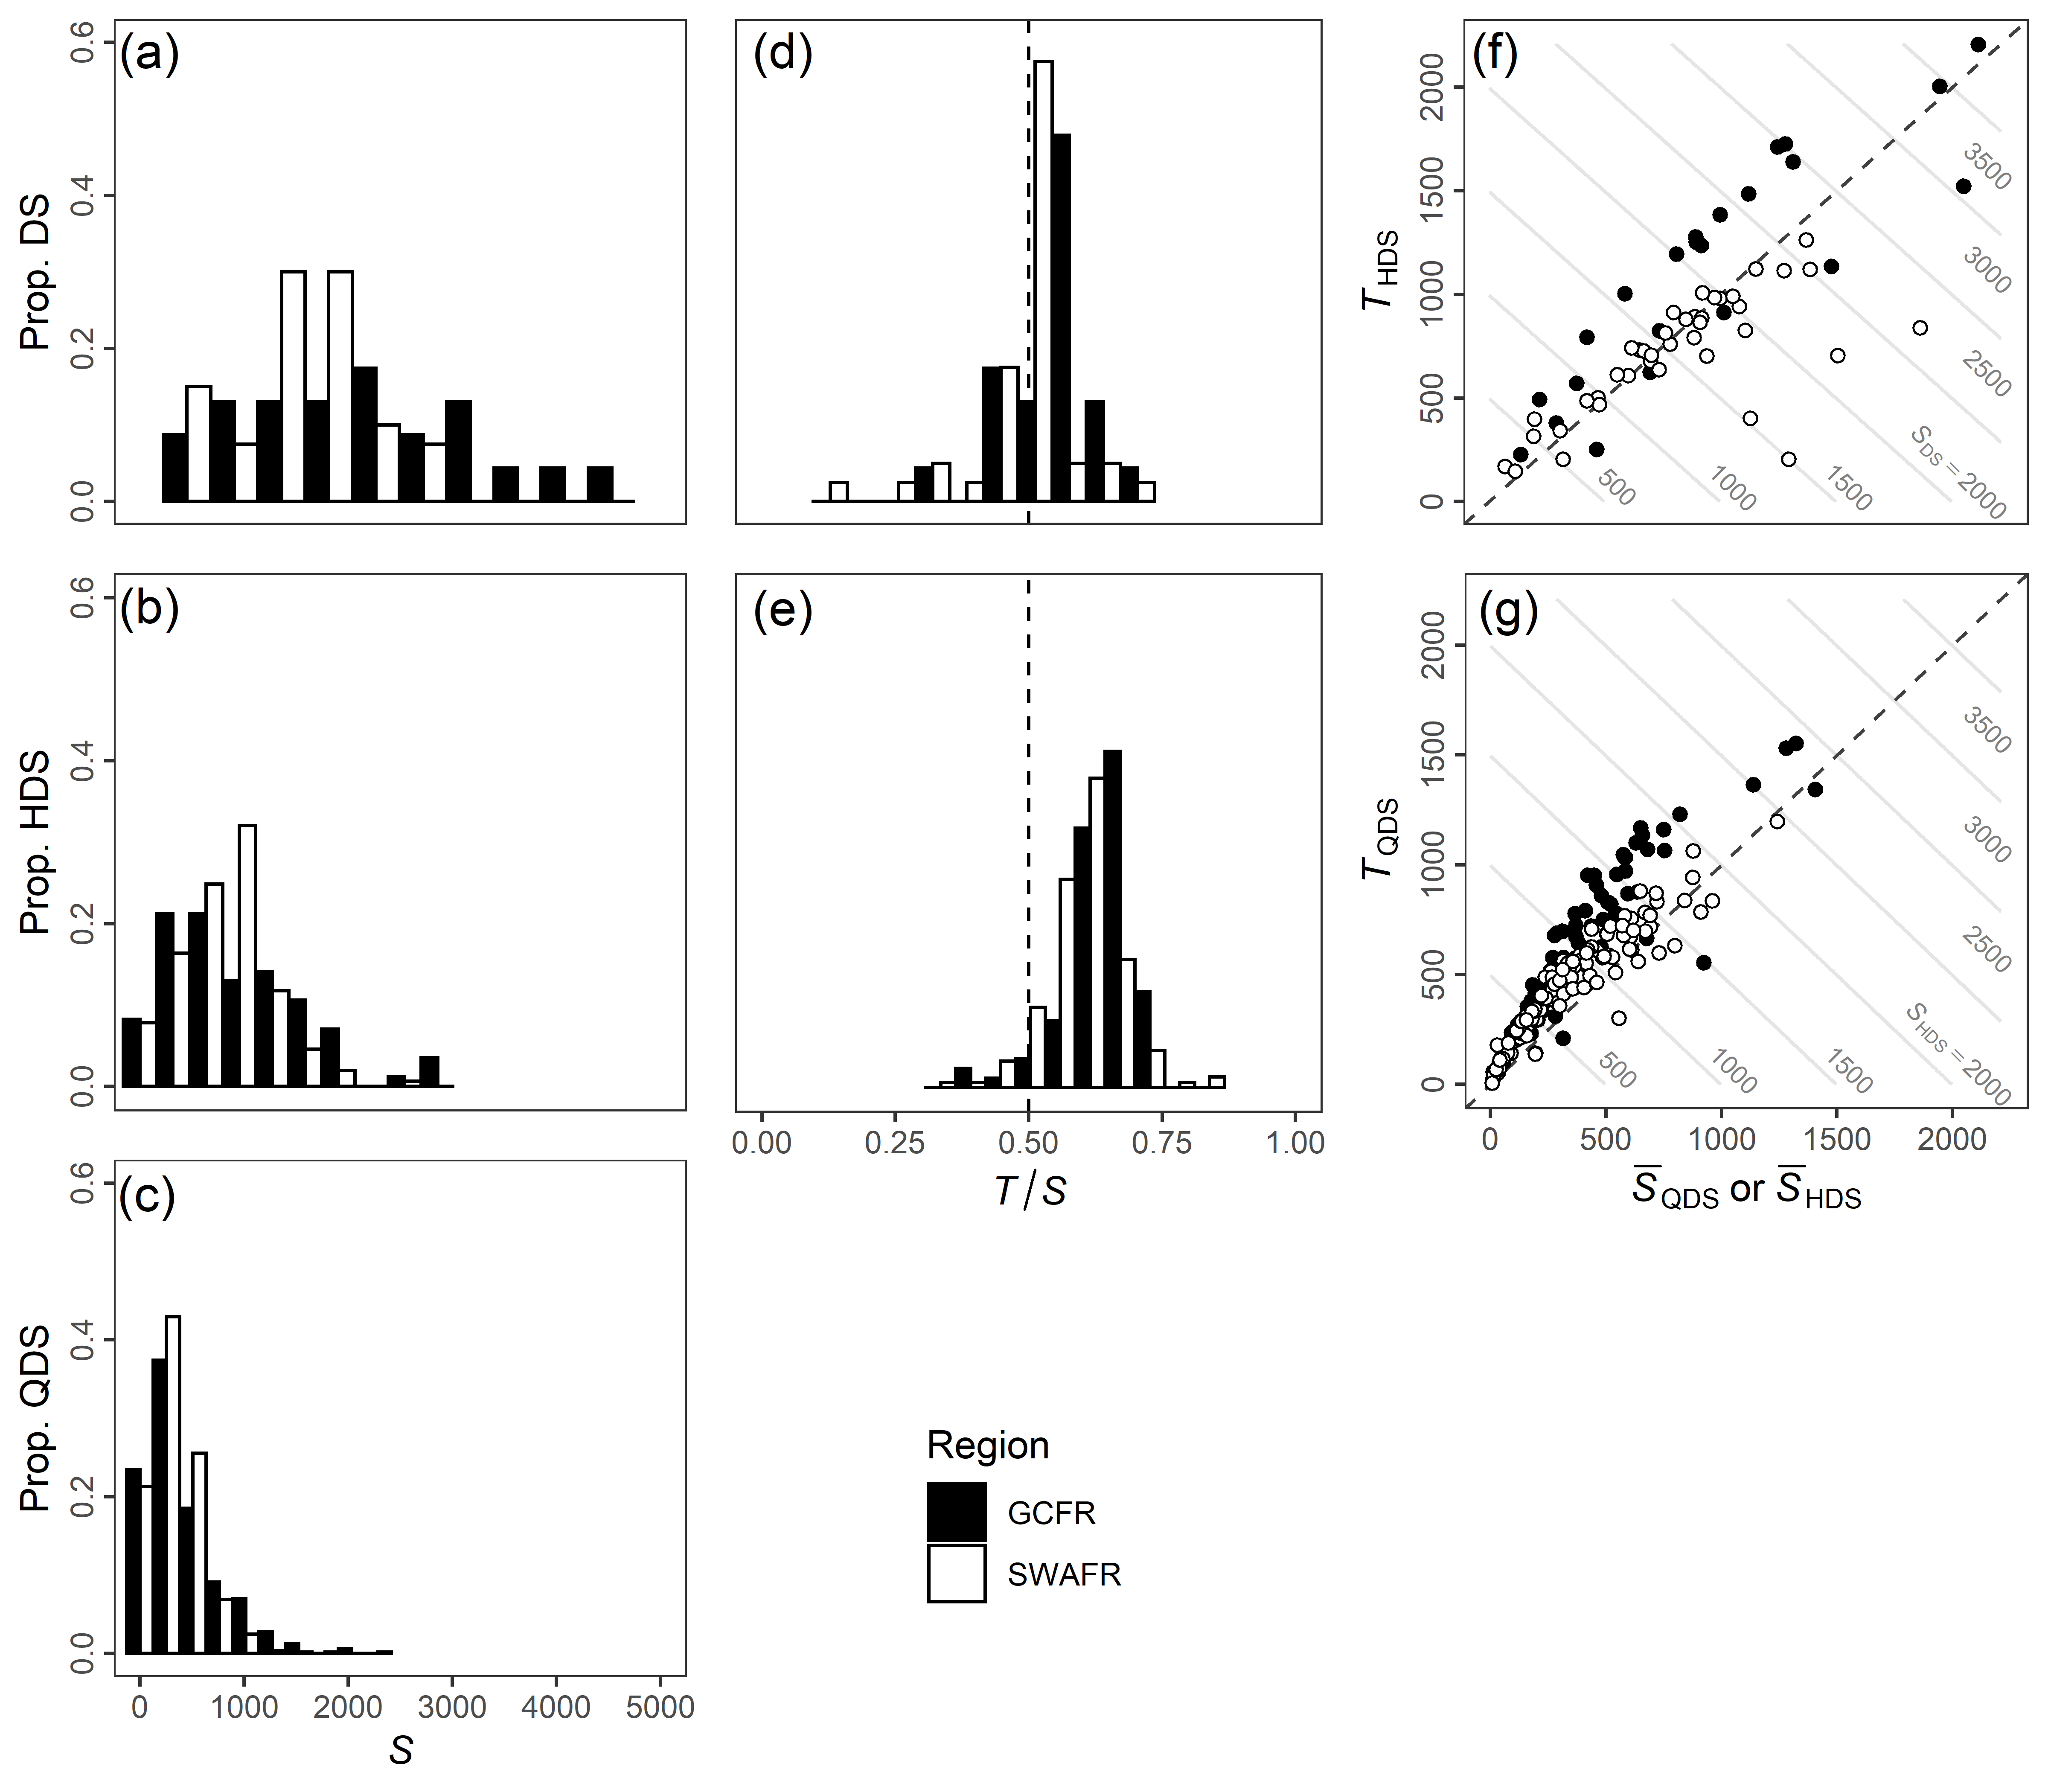 (a)
Prop. DS
0.0
0.2
0.4
0.6
(d)
(f)
T HDS
0
500
1000
1500
2000
3500
3000
2500
S DS = 2000
1500
1000
500
(b)
Prop. HDS
0.0
0.2
0.4
0.6
(e)
0.00 0.25 0.50 0.75 1.00
T / S
(g)
T QDS
0
500
1000
1500
2000
3500
3000
2500
S HDS = 2000
1500
1000
500
0 500 1000 1500 2000
S̅ QDS or S̅ HDS
(c)
Prop. QDS
0.0
0.2
0.4
0.6
0 1000 2000 3000 4000 5000
S
Region
GCFR
SWAFR